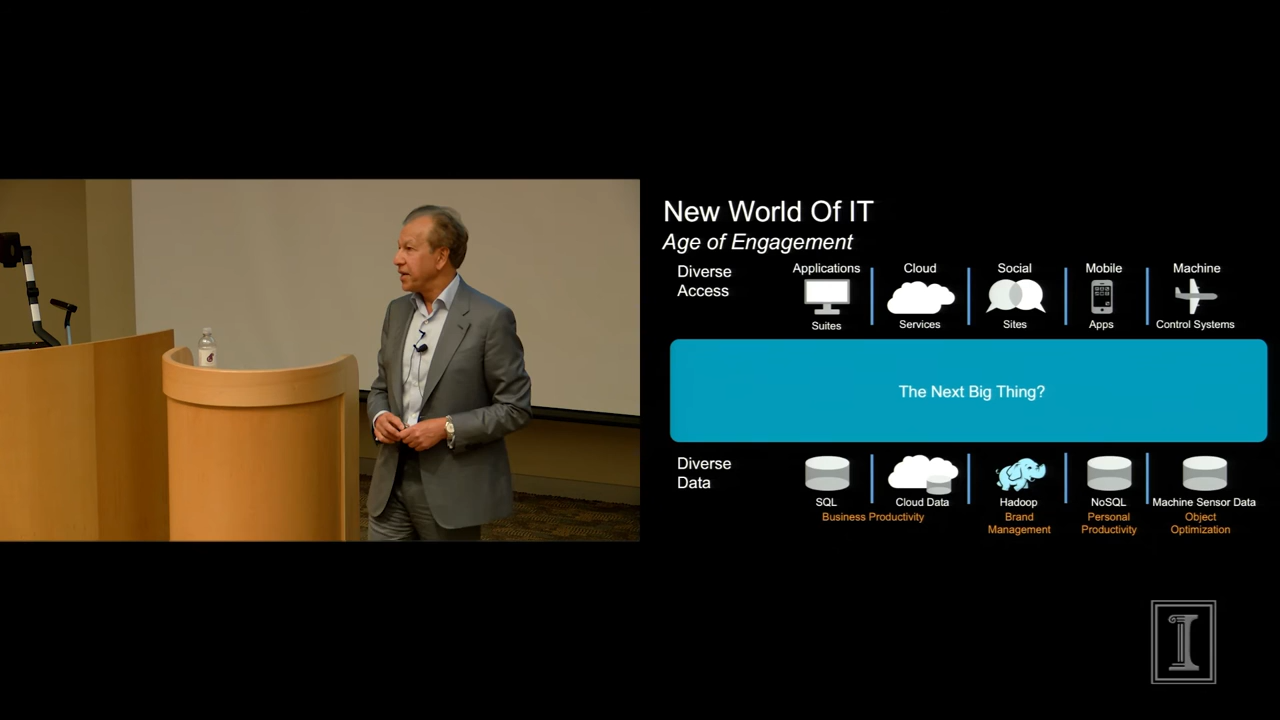 New World Of IT
Age of Engagement
Diverse
Access
Applications
Cloud
Social
Mobile
Machine
Suites
Services
Sites
Apps
Control Systems
The Next Big Thing?
Diverse
Data
SQL
Cloud Data
Hadoop
NoSQL
Machine Sensor Data
Business Productivity
Brand
Management
Personal
Productivity
Object
Optimization
I